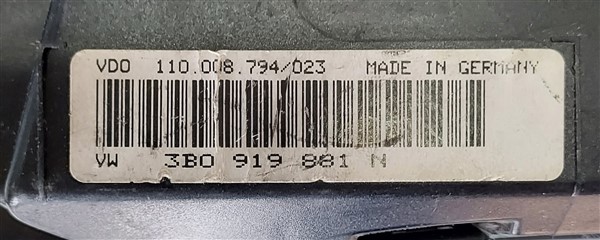 VDO 110.008.794/023 MADE IN GERMANY
VW 3B0 919 881 N